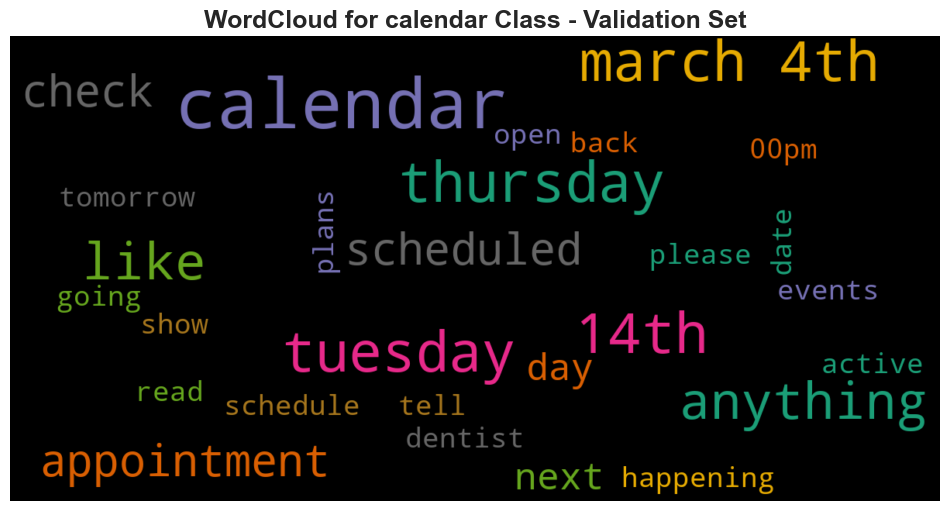 WordCloud for calendar Class - Validation Set
march 4th
check
calendar
open
back
00pm
thursday
tomorrow
plans
scheduled
date
like
please
going
events
show
14th
tuesday
day
active
read
anything
schedule
tell
dentist
appointment
next
happening